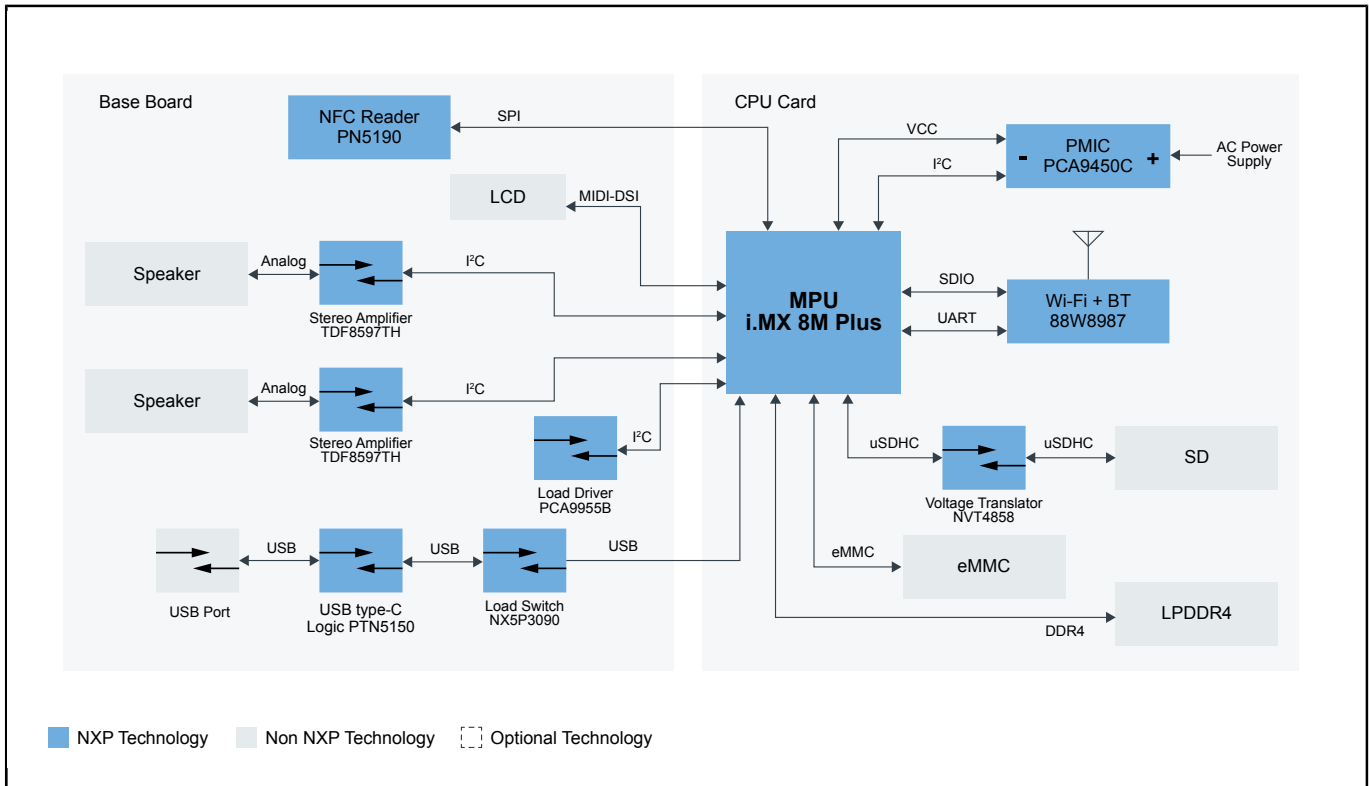 Base Board
NFC Reader
PN5190
SPI
LCD
MIDI-DSI
Speaker
Analog
I²C
Stereo Amplifier
TDF8597TH
Speaker
Analog
I²C
Stereo Amplifier
TDF8597TH
I²C
Load Driver
PCA9955B
USB
USB
USB
USB Port
USB type-C
Logic PTN5150
Load Switch
NX5P3090
CPU Card
VCC
I²C
- PMIC +
PCA9450C
AC Power
Supply
MPU
i.MX 8M Plus
SDIO
UART
Wi-Fi + BT
88W8987
uSDHC
uSDHC
SD
Voltage Translator
NVT4858
eMMC
eMMC
LPDDR4
DDR4
NXP Technology
Non NXP Technology
Optional Technology